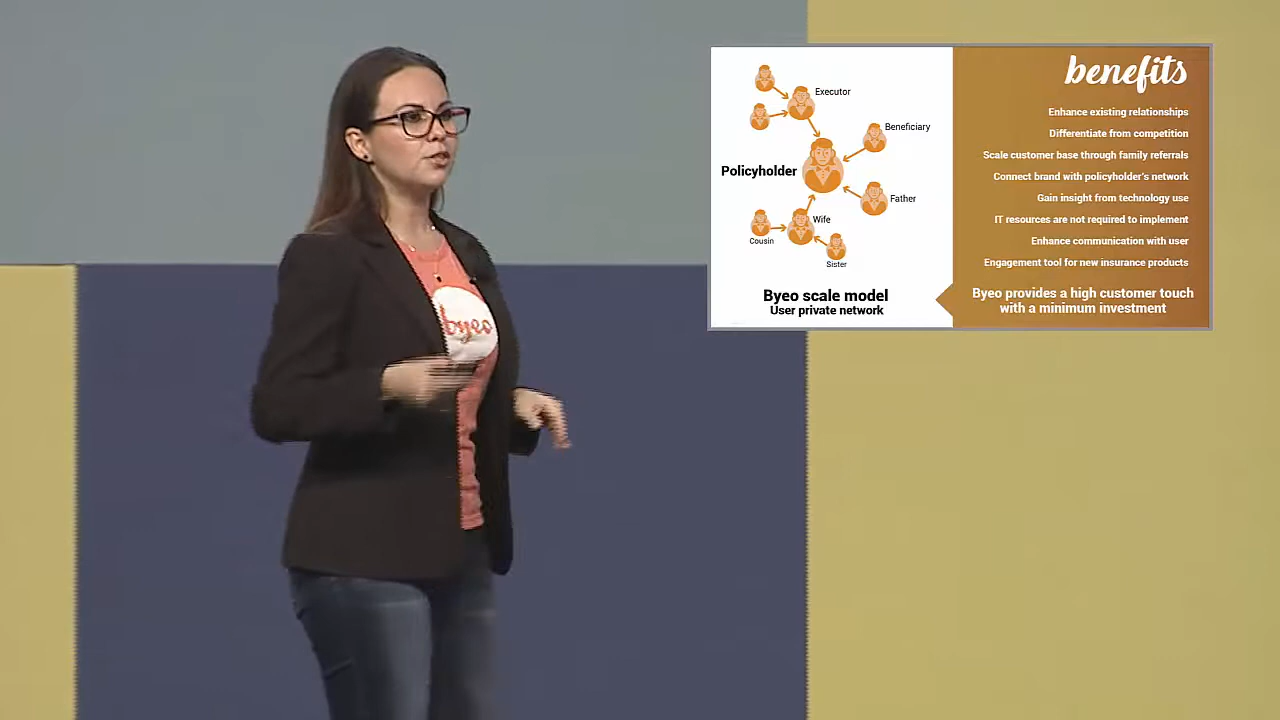 byeo
Executor
Beneficiary
Policyholder
Father
Wife
Cousin
Sister
Byeo scale model
User private network
benefits
Enhance existing relationships
Differentiate from competition
Scale customer base through family referrals
Connect brand with policyholder's network
Gain insight from technology use
IT resources are not required to implement
Enhance communication with user
Engagement tool for new insurance products
Byeo provides a high customer touch
with a minimum investment